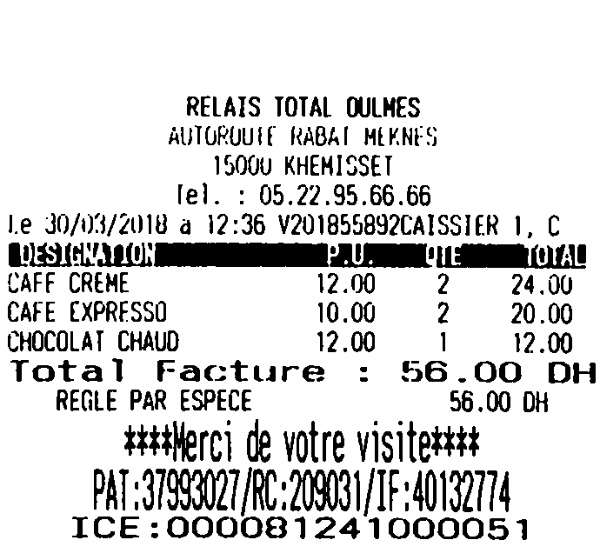 RELAIS TOTAL OULMES
AUTOROUTE RABAT MEKNES
15000 KHEMISSET
Tel. : 05.22.95.66.66
Le 30/03/2018 a 12:36 V201855892CAISSIER 1, C
DESIGNATION P.U. QTE TOTAL
CAFE CREME 12.00 2 24.00
CAFE EXPRESSO 10.00 2 20.00
CHOCOLAT CHAUD 12.00 1 12.00
Total Facture : 56.00 DH
REGLE PAR ESPECE 56.00 DH
****Merci de votre visite****
PAT:37993027/RC:209031/IF:40132774
ICE:000081241000051